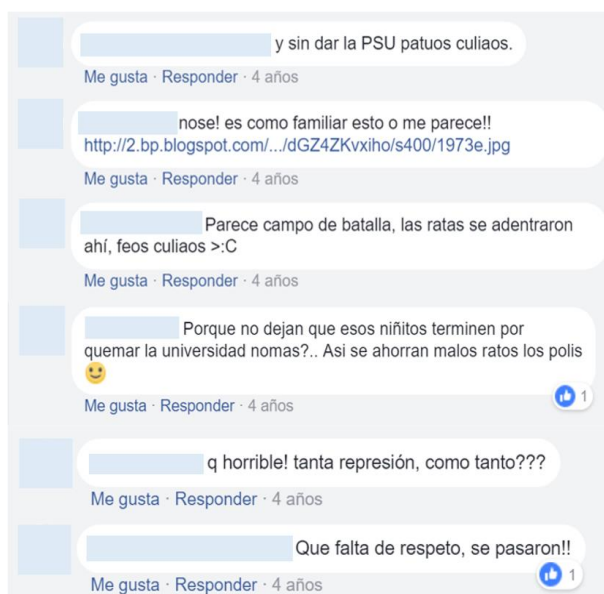 y sin dar la PSU patuos culiaos.
Me gusta · Responder · 4 años
nose! es como familiar esto o me parece!!
http://2.bp.blogspot.com/.../dGZ4ZKvxiho/s400/1973e.jpg
Me gusta · Responder · 4 años
Parece campo de batalla, las ratas se adentraron
ahí, feos culiaos >:C
Me gusta · Responder · 4 años
Porque no dejan que esos niñitos terminen por
quemar la universidad nomas?.. Asi se ahorran malos ratos los polis
🙂
1
Me gusta · Responder · 4 años
q horrible! tanta represión, como tanto???
Me gusta · Responder · 4 años
Que falta de respeto, se pasaron!!
1
Me gusta · Responder · 4 años